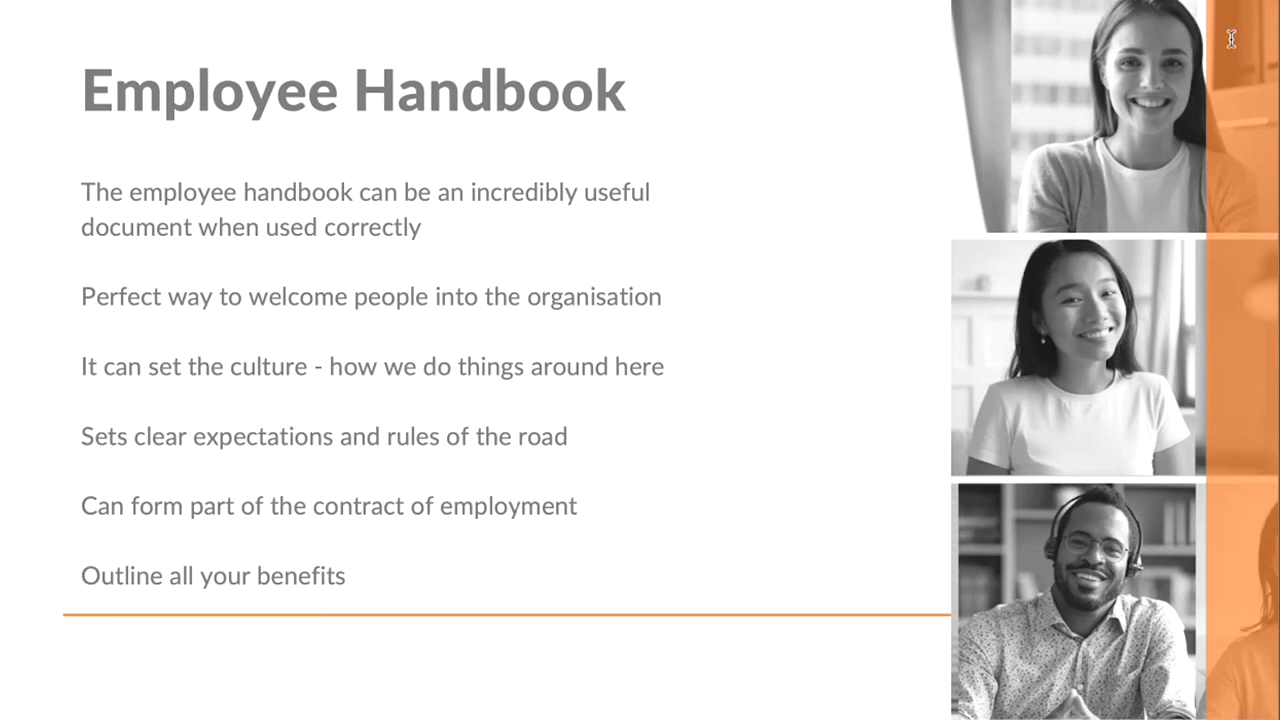 Employee Handbook
The employee handbook can be an incredibly useful
document when used correctly
Perfect way to welcome people into the organisation
It can set the culture - how we do things around here
Sets clear expectations and rules of the road
Can form part of the contract of employment
Outline all your benefits